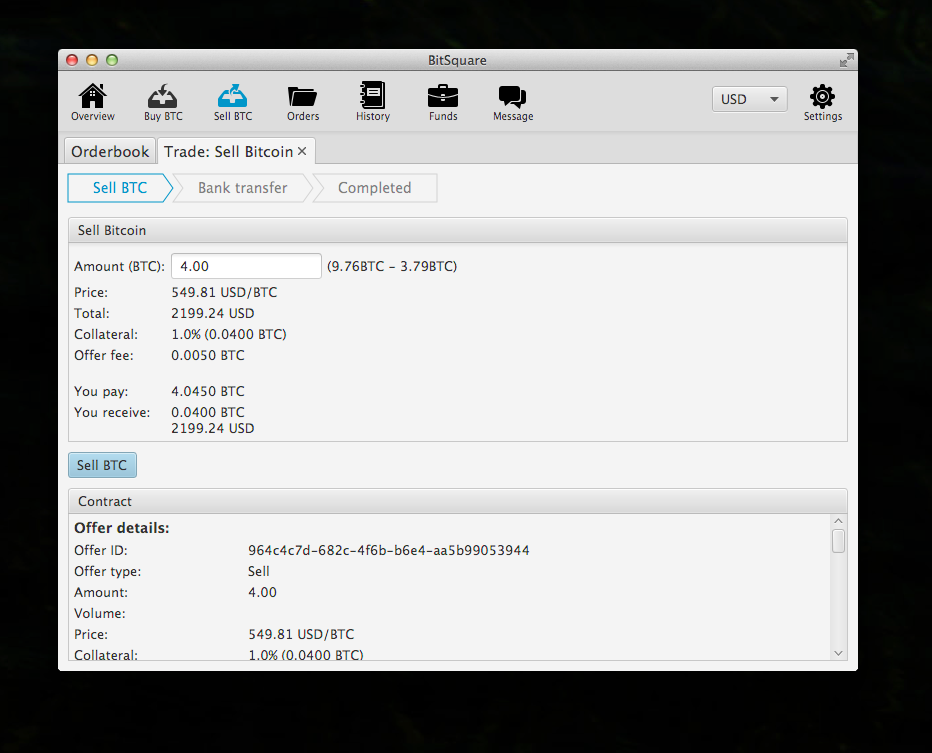 BitSquare
Overview Buy BTC Sell BTC Orders History Funds Message USD Settings
Orderbook Trade: Sell Bitcoin ×
Sell BTC Bank transfer Completed
Sell Bitcoin
Amount (BTC): 4.00 (9.76BTC - 3.79BTC)
Price: 549.81 USD/BTC
Total: 2199.24 USD
Collateral: 1.0% (0.0400 BTC)
Offer fee: 0.0050 BTC
You pay: 4.0450 BTC
You receive: 0.0400 BTC
2199.24 USD
Sell BTC
Contract
Offer details:
Offer ID: 964c4c7d-682c-4f6b-b6e4-aa5b99053944
Offer type: Sell
Amount: 4.00
Volume:
Price: 549.81 USD/BTC
Collateral: 1.0% (0.0400 BTC)